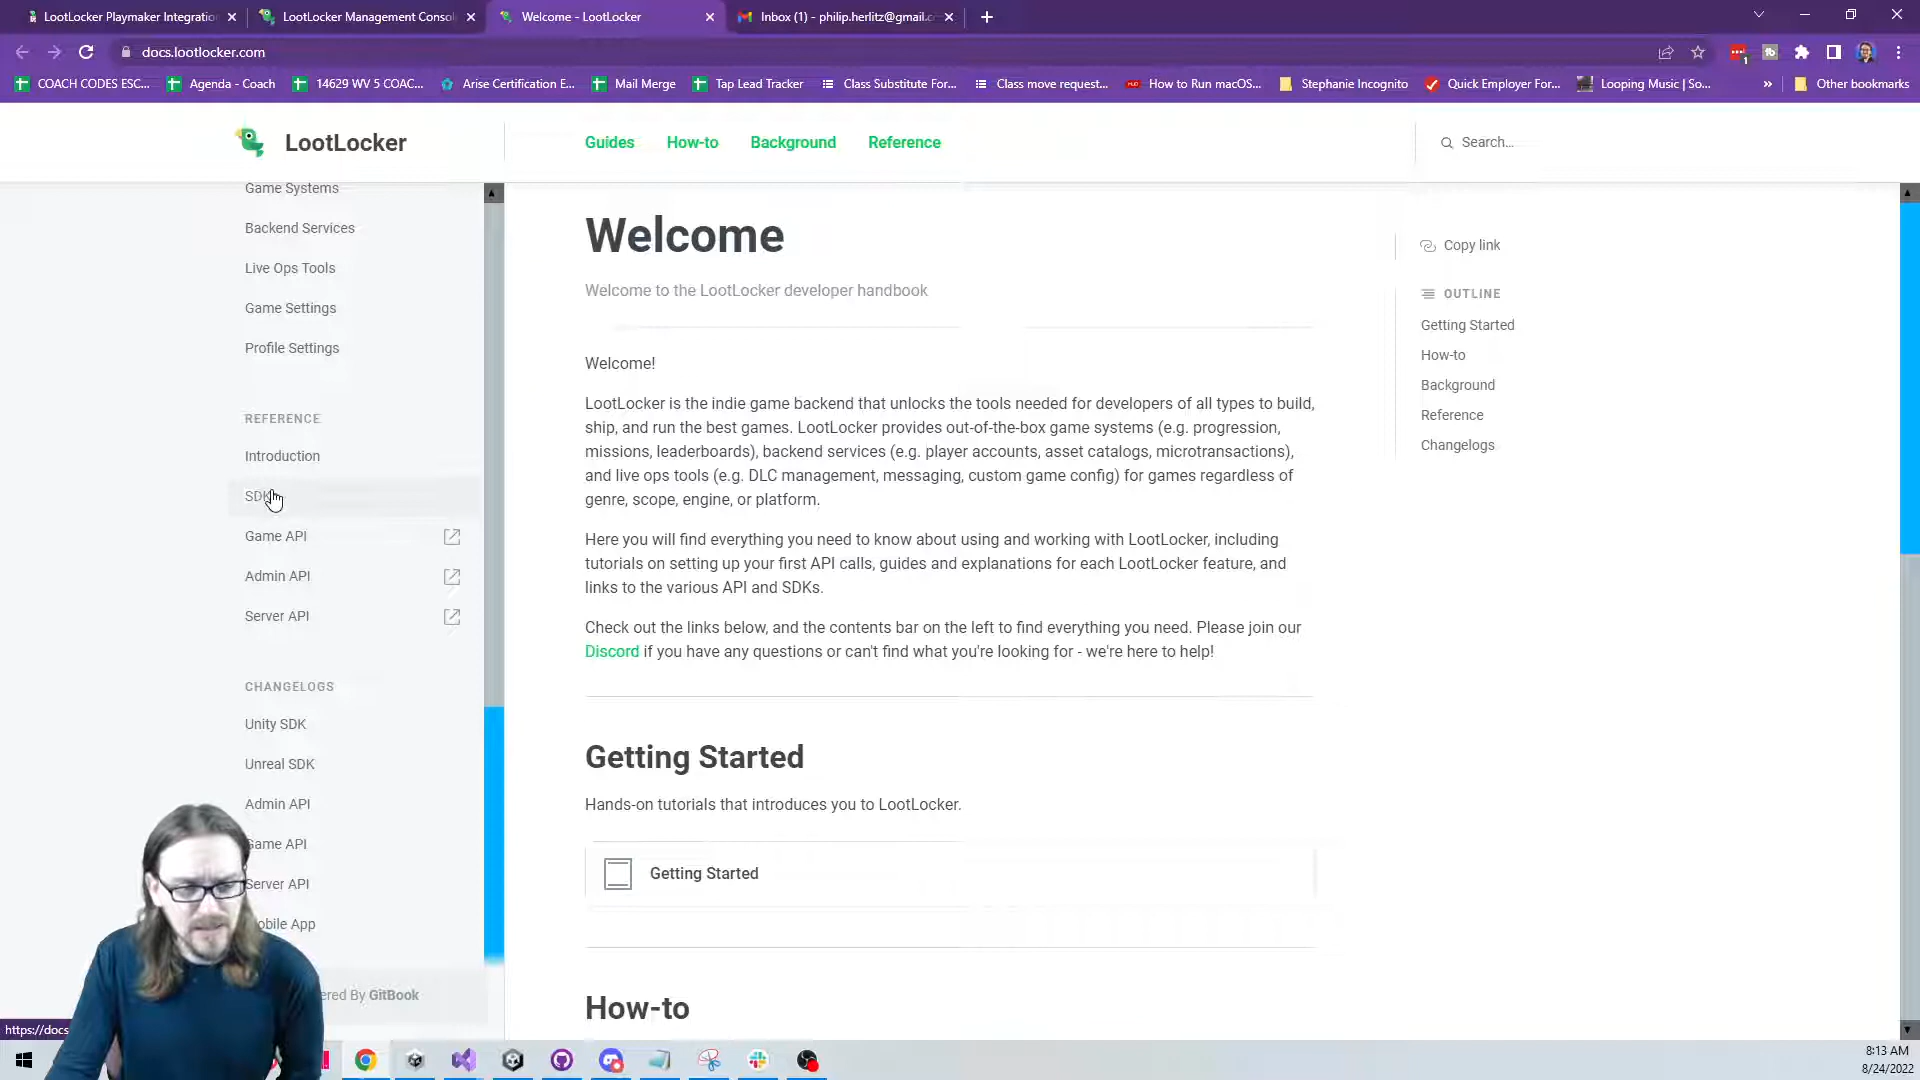 LootLocker Playmaker Integration
LootLocker Management Consol
Welcome - LootLocker
Inbox (1) - philip.herlitz@gmail.c
docs.lootlocker.com
COACH CODES ESC...
Agenda - Coach
14629 WV 5 COAC...
Arise Certification E...
Mail Merge
Tap Lead Tracker
Class Substitute For...
Class move request...
How to Run macOS...
Stephanie Incognito
Quick Employer For...
Looping Music | So...
»
Other bookmarks
LootLocker
Guides
How-to
Background
Reference
Search...
Game Systems
Backend Services
Live Ops Tools
Game Settings
Profile Settings
REFERENCE
Introduction
Game API
Admin API
Server API
CHANGELOGS
Unity SDK
Unreal SDK
Admin API
Game API
Server API
obile App
ered By GitBook
https://docs
Welcome
Welcome to the LootLocker developer handbook
Welcome!
LootLocker is the indie game backend that unlocks the tools needed for developers of all types to build,
ship, and run the best games. LootLocker provides out-of-the-box game systems (e.g. progression,
missions, leaderboards), backend services (e.g. player accounts, asset catalogs, microtransactions),
and live ops tools (e.g. DLC management, messaging, custom game config) for games regardless of
genre, scope, engine, or platform.
Here you will find everything you need to know about using and working with LootLocker, including
tutorials on setting up your first API calls, guides and explanations for each LootLocker feature, and
links to the various API and SDKs.
Check out the links below, and the contents bar on the left to find everything you need. Please join our
Discord if you have any questions or can't find what you're looking for - we're here to help!
Getting Started
Hands-on tutorials that introduces you to LootLocker.
Getting Started
How-to
Copy link
OUTLINE
Getting Started
How-to
Background
Reference
Changelogs
8:13 AM
8/24/2022